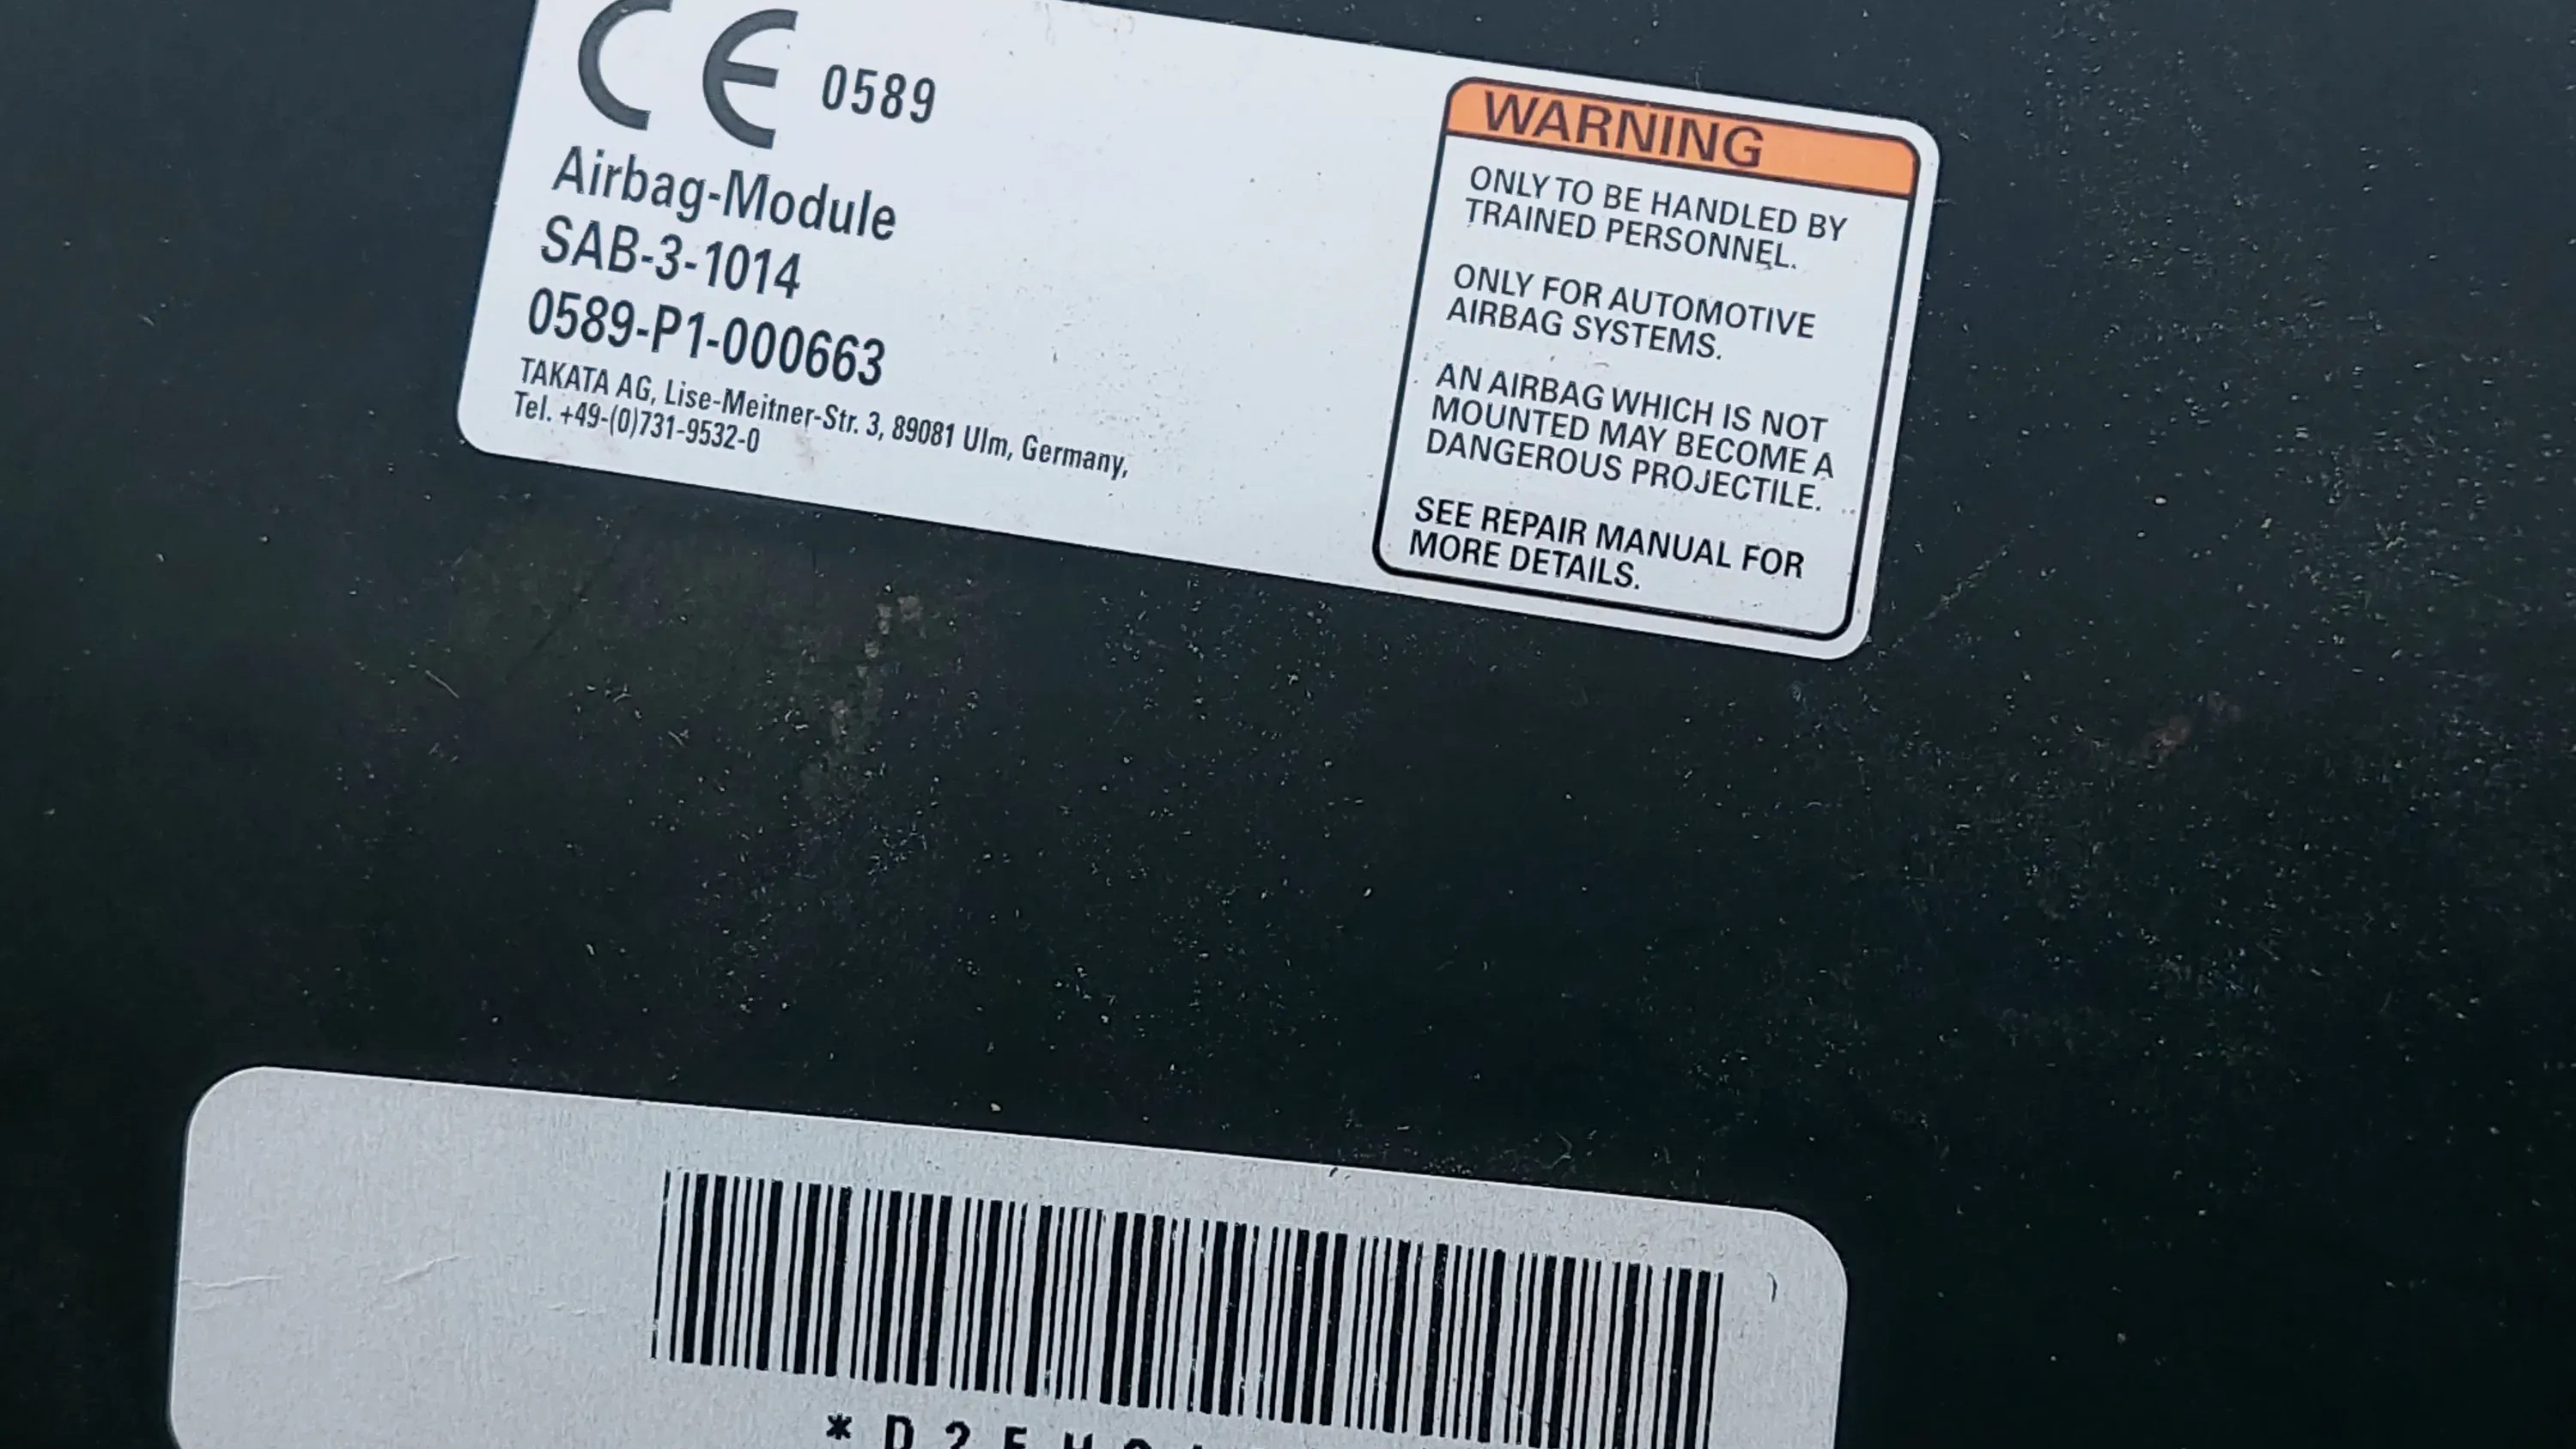 CE 0589
Airbag-Module
SAB-3-1014
0589-P1-000663
TAKATA AG, Lise-Meitner-Str. 3, 89081 Ulm, Germany,
Tel. +49-(0)731-9532-0
WARNING
ONLY TO BE HANDLED BY
TRAINED PERSONNEL.
ONLY FOR AUTOMOTIVE
AIRBAG SYSTEMS.
AN AIRBAG WHICH IS NOT
MOUNTED MAY BECOME A
DANGEROUS PROJECTILE.
SEE REPAIR MANUAL FOR
MORE DETAILS.